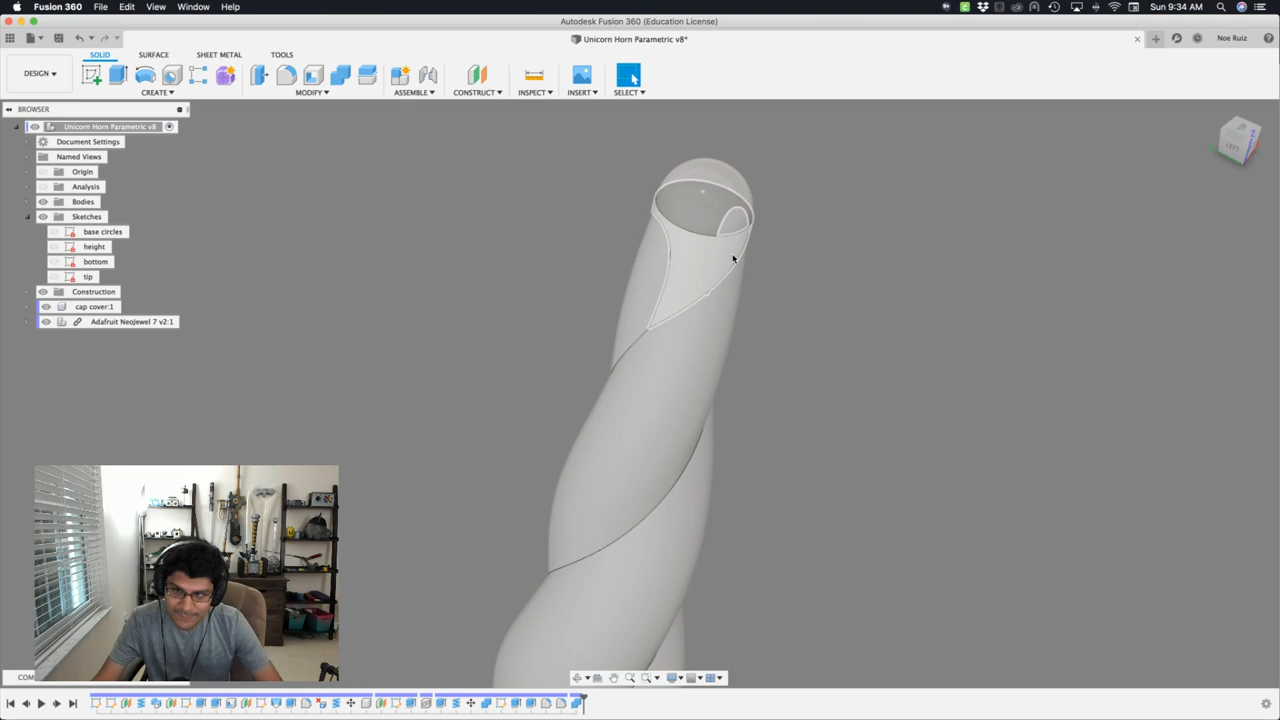 Fusion 360 File Edit View Window Help Sun 9:34 AM
Autodesk Fusion 360 (Education License)
Unicorn Horn Parametric v8*
Noe Ruiz
SOLID SURFACE SHEET METAL TOOLS
DESIGN
CREATE MODIFY ASSEMBLE CONSTRUCT INSPECT INSERT SELECT
BROWSER
Unicorn Horn Parametric v8
Document Settings
Named Views
Origin
Analysis
Bodies
Sketches
base circles
height
bottom
tip
Construction
cap cover:1
Adafruit NeoJewel 7 v2:1
LEFT
COM